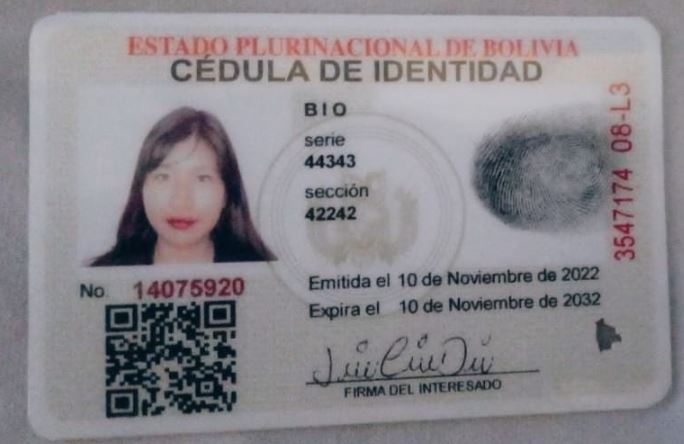 ESTADO PLURINACIONAL DE BOLIVIA
CÉDULA DE IDENTIDAD
BIO
serie
44343
sección
42242
3547174 08-L3
No. 14075920
Emitida el 10 de Noviembre de 2022
Expira el 10 de Noviembre de 2032
FIRMA DEL INTERESADO